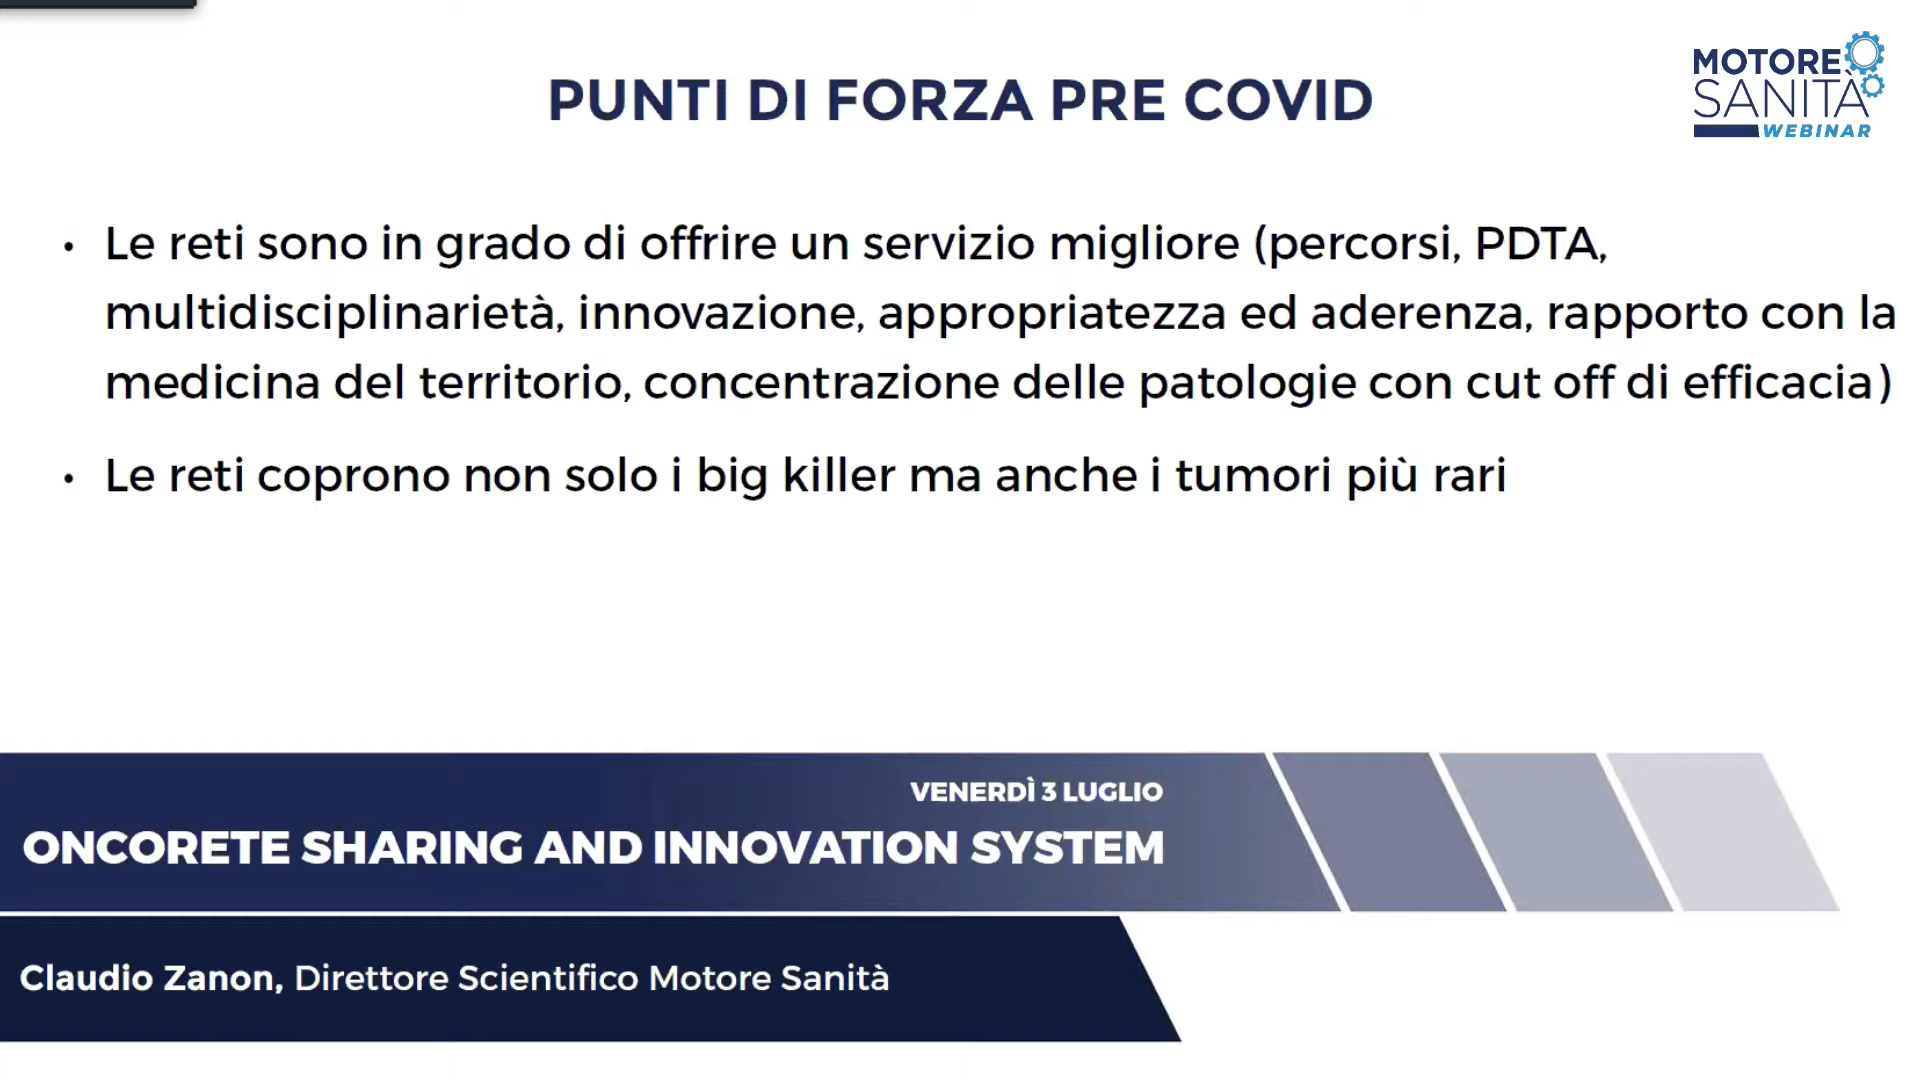 PUNTI DI FORZA PRE COVID
MOTORE
SANITÀ
WEBINAR
• Le reti sono in grado di offrire un servizio migliore (percorsi, PDTA,
multidisciplinarietà, innovazione, appropriatezza ed aderenza, rapporto con la
medicina del territorio, concentrazione delle patologie con cut off di efficacia)
• Le reti coprono non solo i big killer ma anche i tumori più rari
VENERDÌ 3 LUGLIO
ONCORETE SHARING AND INNOVATION SYSTEM
Claudio Zanon, Direttore Scientifico Motore Sanità